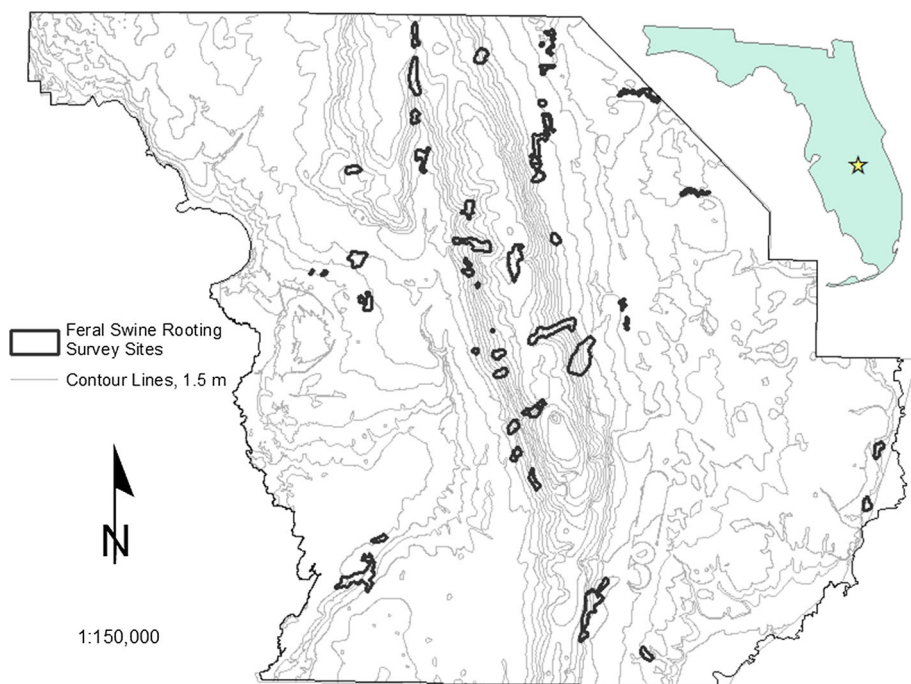 Feral Swine Rooting
Survey Sites
Contour Lines, 1.5 m
N
1:150,000